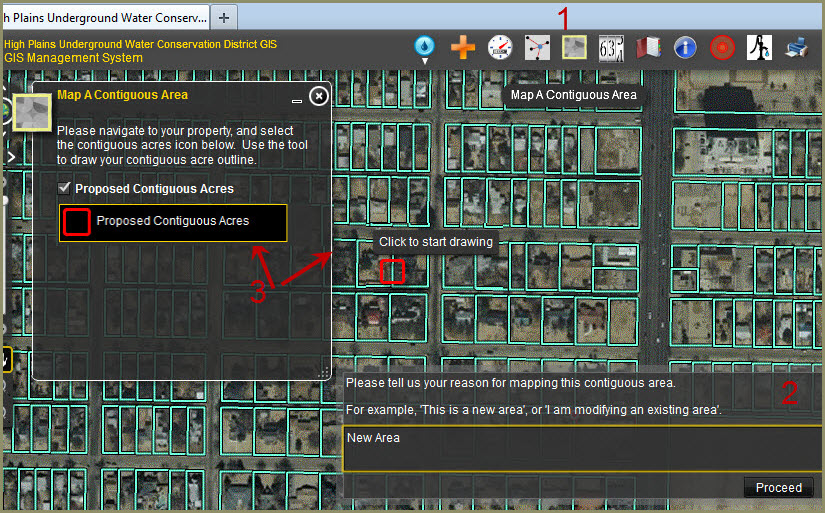 1
h Plains Underground Water Conserv...
High Plains Underground Water Conservation District GIS
GIS Management System
Map A Contiguous Area
Map A Contiguous Area
Please navigate to your property, and select
the contiguous acres icon below. Use the tool
to draw your contiguous acre outline.
Proposed Contiguous Acres
Proposed Contiguous Acres
Click to start drawing
3
Please tell us your reason for mapping this contiguous area.
2
For example, 'This is a new area', or 'I am modifying an existing area'.
New Area
Proceed